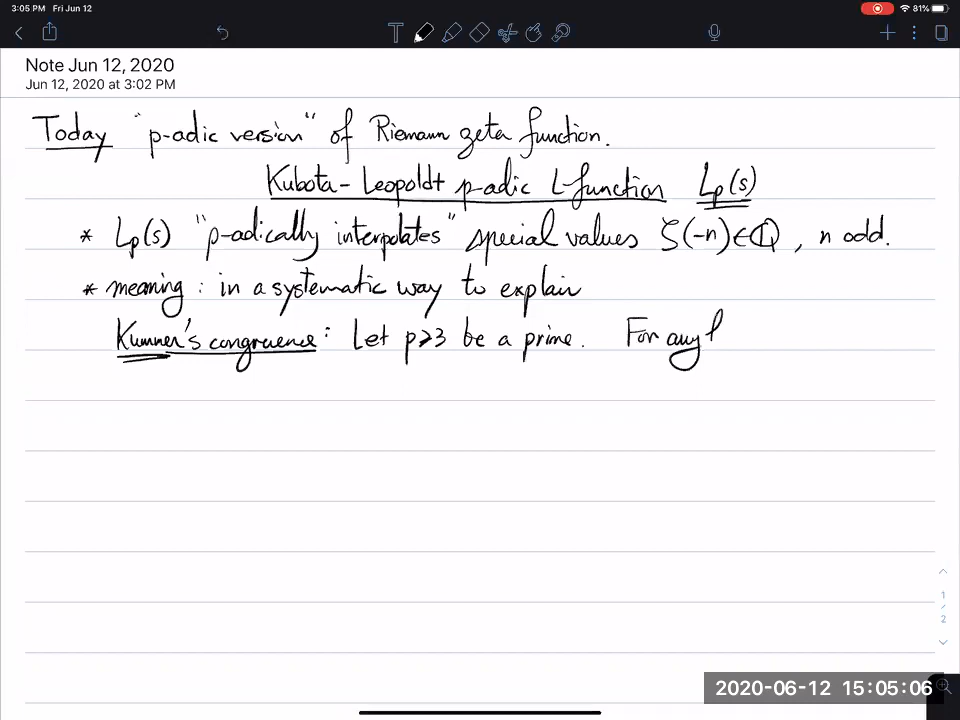 3:05 PM Fri Jun 12
81%
Note Jun 12, 2020
Jun 12, 2020 at 3:02 PM
Today "p-adic version" of Riemann zeta function.
Kubota-Leopoldt p-adic L-function Lp(s)
* Lp(s) "p-adically interpolates" special values ζ(-n)∈ℚ, n odd.
* meaning: in a systematic way to explain
Kummer's congruence: Let p≥3 be a prime. For any
1
2
2020-06-12 15:05:06